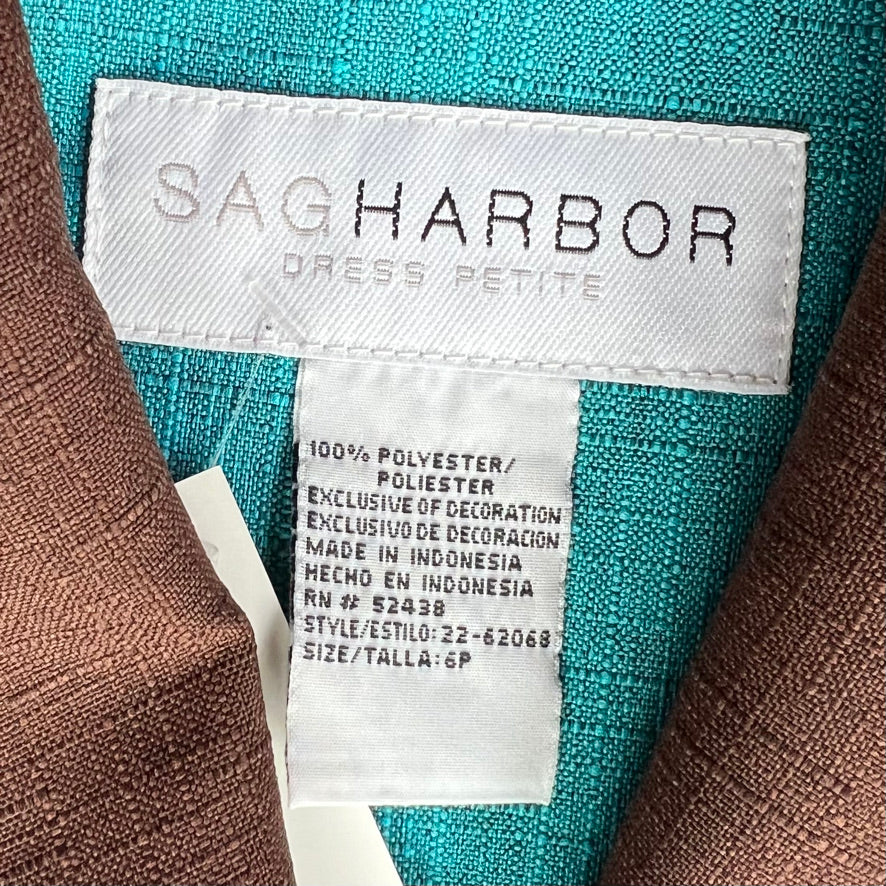 SAGHARBOR
DRESS PETITE
100% POLYESTER/
POLIESTER
EXCLUSIVE OF DECORATION
EXCLUSIVO DE DECORACION
MADE IN INDONESIA
HECHO EN INDONESIA
RN # 52438
STYLE/ESTILO: 22-62068
SIZE/TALLA: 6P